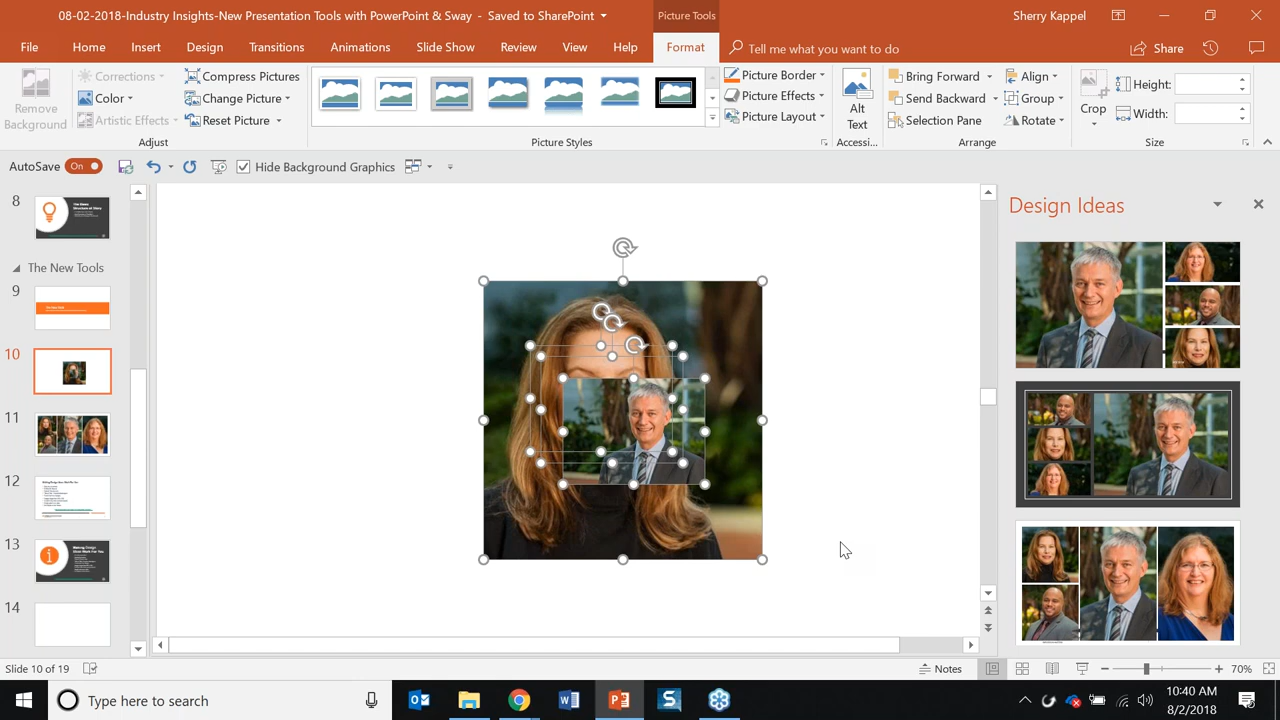 08-02-2018-Industry Insights-New Presentation Tools with PowerPoint & Sway - Saved to SharePoint
Picture Tools
Sherry Kappel
File Home Insert Design Transitions Animations Slide Show Review View Help Format Tell me what you want to do Share
Remove Background
Corrections
Color
Artistic Effects
Compress Pictures
Change Picture
Reset Picture
Picture Border
Picture Effects
Picture Layout
Alt Text
Bring Forward
Send Backward
Selection Pane
Align
Group
Rotate
Crop
Height:
Width:
Adjust Picture Styles Accessi... Arrange Size
AutoSave On Hide Background Graphics
Design Ideas
8
The New Tools
9
10
11
12
13
14
Slide 10 of 19 Notes 70%
Type here to search
10:40 AM
8/2/2018